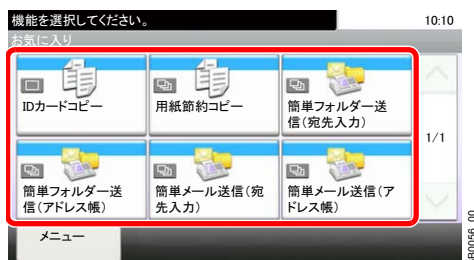 機能を選択してください。
10:10
お気に入り
IDカードコピー
用紙節約コピー
簡単フォルダー送
信(宛先入力)
1/1
簡単フォルダー送
信(アドレス帳)
簡単メール送信(宛
先入力)
簡単メール送信(ア
ドレス帳)
メニュー